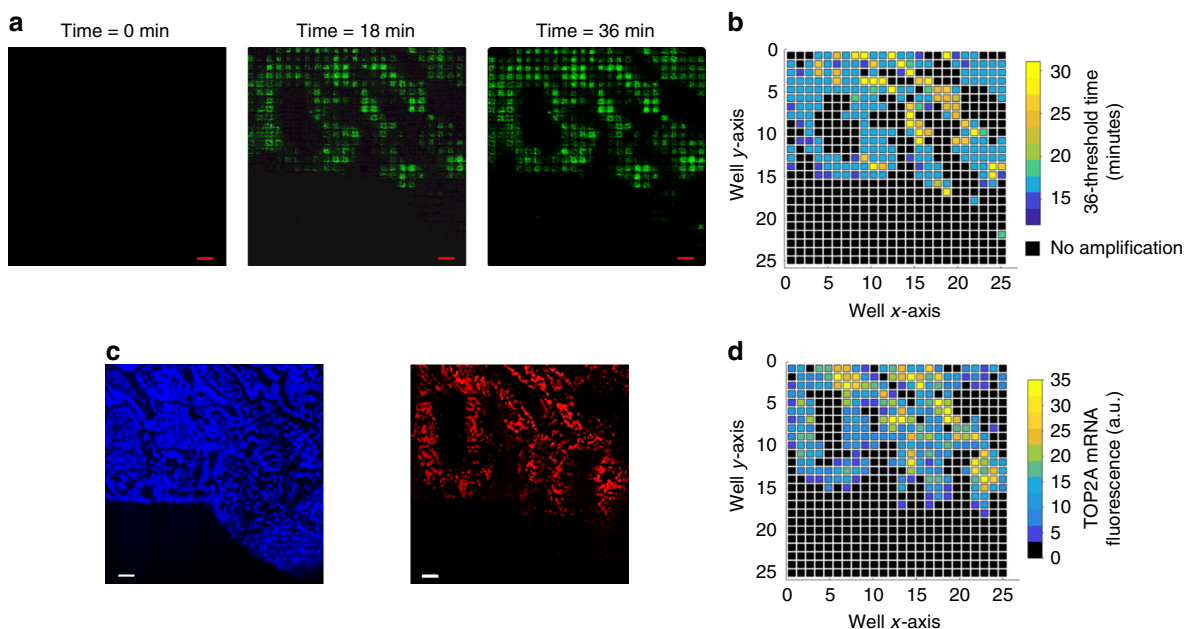 a
Time = 0 min
Time = 18 min
Time = 36 min
b
0
5
10
15
20
25
Well y-axis
0
5
10
15
20
25
Well x-axis
30
25
20
15
36-threshold time
(minutes)
No amplification
c
d
0
5
10
15
20
25
Well y-axis
0
5
10
15
20
25
Well x-axis
35
30
25
20
15
10
5
0
TOP2A mRNA
fluorescence (a.u.)